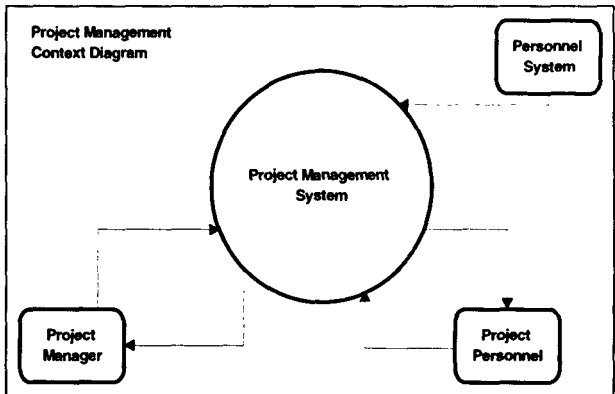 Project Management
Context Diagram
Personnel
System
Project Management
System
Project
Manager
Project
Personnel